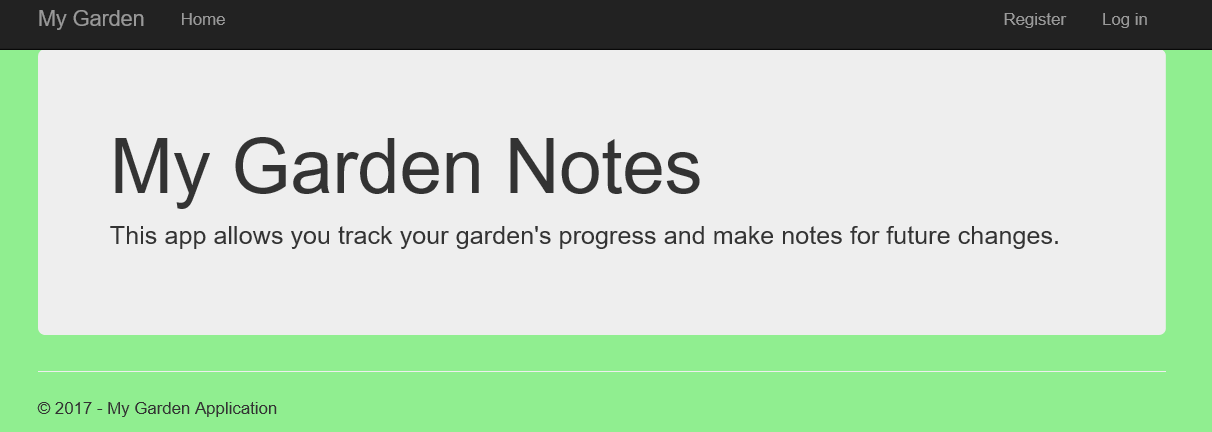 My Garden Home Register Log in
My Garden Notes
This app allows you track your garden's progress and make notes for future changes.
© 2017 - My Garden Application